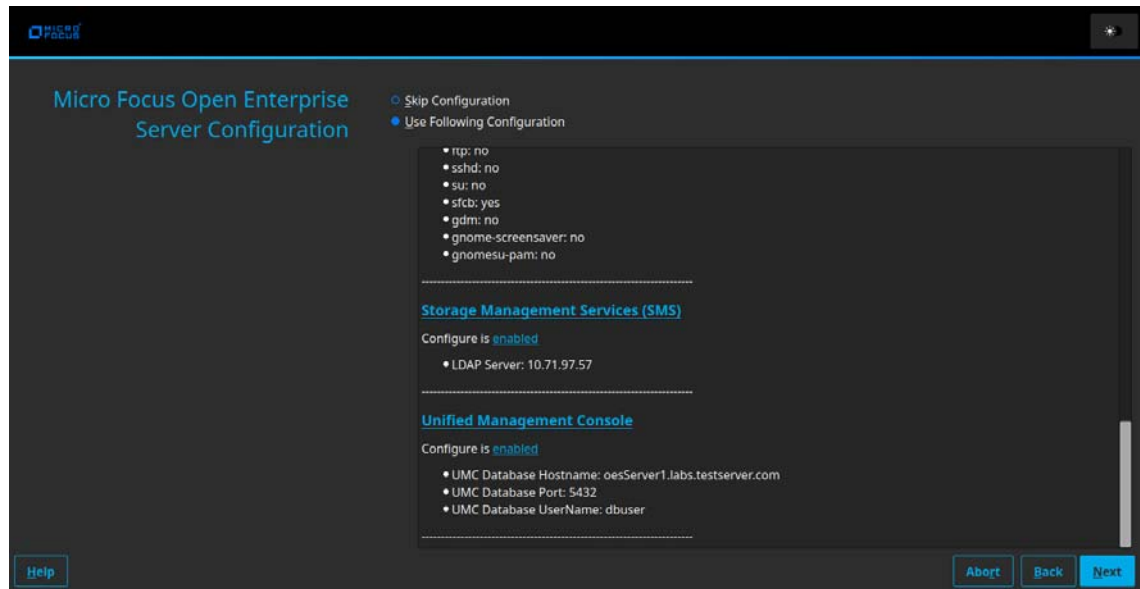 MICRO
FOCUS
Micro Focus Open Enterprise
Server Configuration
Skip Configuration
Use Following Configuration
ftp: no
sshd: no
su: no
sfcb: yes
gdm: no
gnome-screensaver: no
gnomesu-pam: no
----------------------------------------------------------------------
Storage Management Services (SMS)
Configure is enabled
LDAP Server: 10.71.97.57
----------------------------------------------------------------------
Unified Management Console
Configure is enabled
UMC Database Hostname: oesServer1.labs.testserver.com
UMC Database Port: 5432
UMC Database UserName: dbuser
----------------------------------------------------------------------
Help
Abort
Back
Next